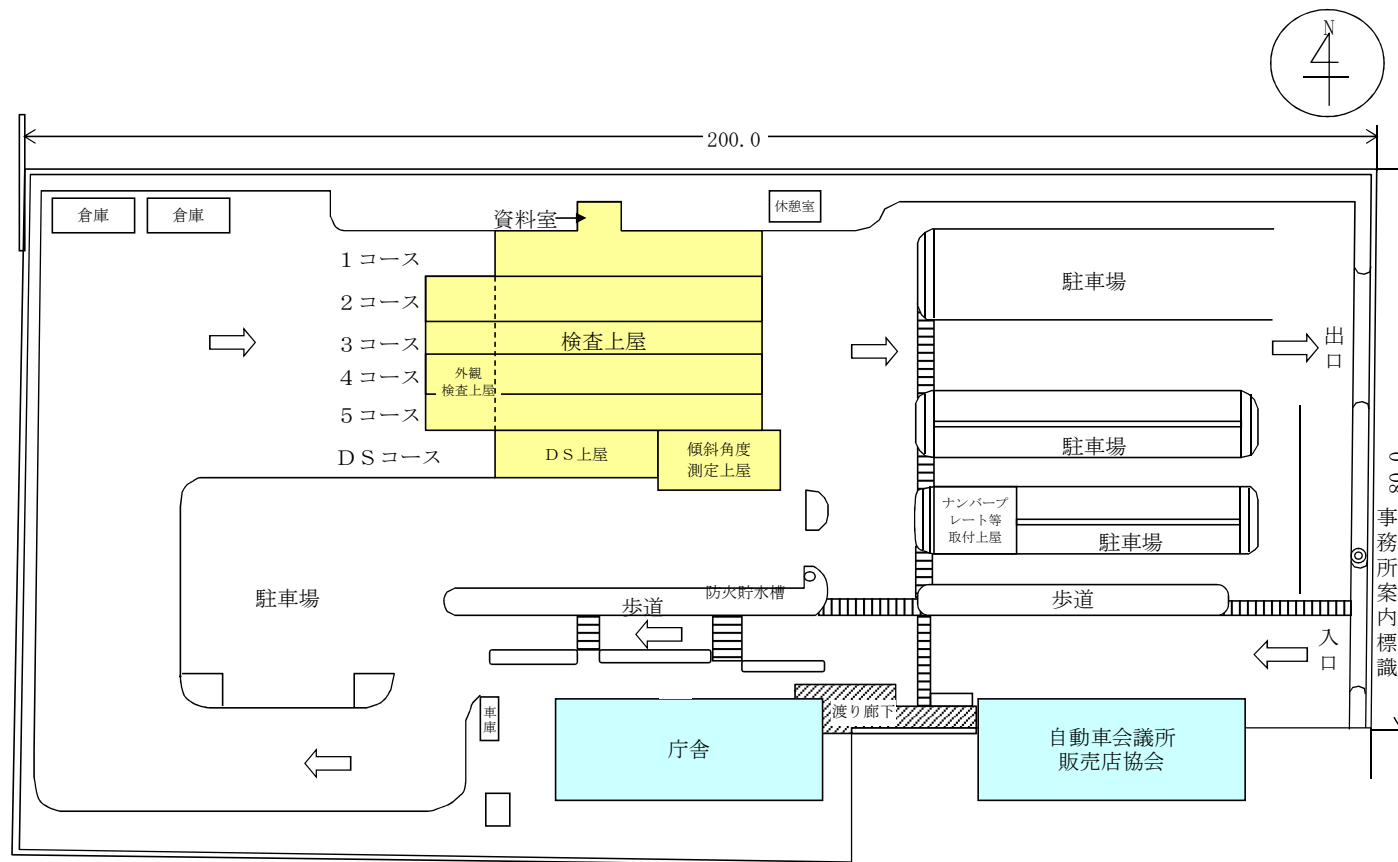 N
200.0
倉庫
倉庫
資料室
休憩室
1コース
2コース
3コース
4コース
5コース
DSコース
検査上屋
外観
検査上屋
DS上屋
傾斜角度
測定上屋
駐車場
駐車場
ナンバープ
レート等
取付上屋
駐車場
出口
80.0
事務所案内標識
駐車場
防火貯水槽
歩道
歩道
入口
車庫
渡り廊下
庁舎
自動車会議所
販売店協会